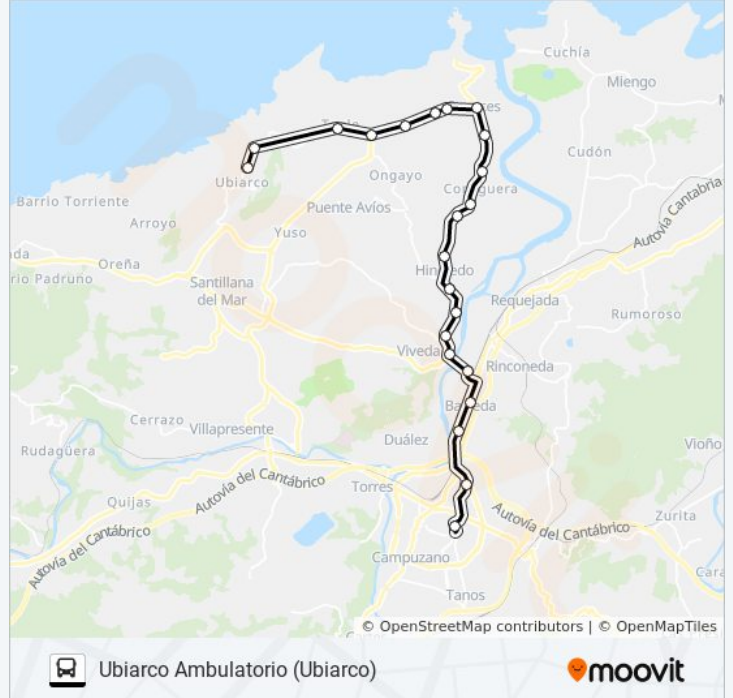 Cuchía
Miengo
Cudón
Ongayo
Ubiarco
Barrio Torriente
Puente Avíos
Arroyo
Yuso
Autovía Cantabria
Oreña
Santillana
del Mar
Requejada
Rumoroso
Viveda
Rinconeda
Cerrazo
Villapresente
Duález
Rudagüera
Vioño
Torres
Autovía del Cantábrico
Quijas
Autovía del Cantábrico
Autovía del Cantábrico
Zurita
Campuzano
Tanos
© OpenStreetMap contributors | © OpenMapTiles
Ubiarco Ambulatorio (Ubiarco)
moovit